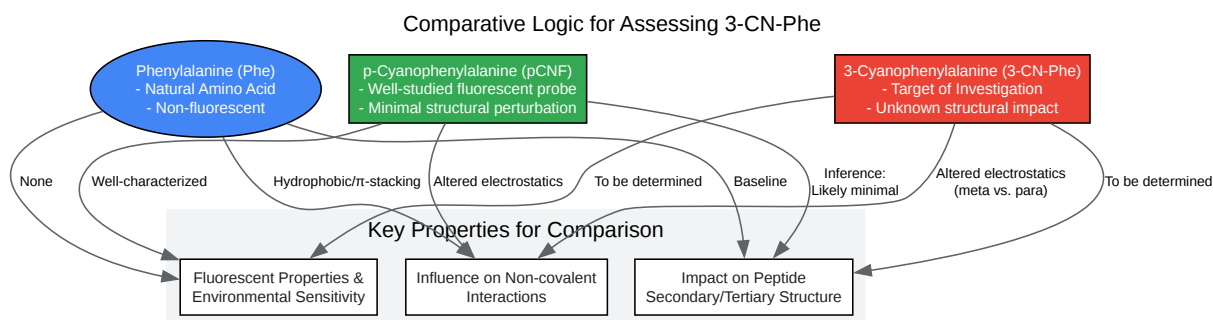 Comparative Logic for Assessing 3-CN-Phe
Phenylalanine (Phe)
- Natural Amino Acid
- Non-fluorescent
p-Cyanophenylalanine (pCNF)
- Well-studied fluorescent probe
- Minimal structural perturbation
3-Cyanophenylalanine (3-CN-Phe)
- Target of Investigation
- Unknown structural impact
None
Well-characterized
Hydrophobic/π-stacking
Altered electrostatics
To be determined
Baseline
Inference:
Likely minimal
Altered electrostatics
(meta vs. para)
To be determined
Key Properties for Comparison
Fluorescent Properties &
Environmental Sensitivity
Influence on Non-covalent
Interactions
Impact on Peptide
Secondary/Tertiary Structure